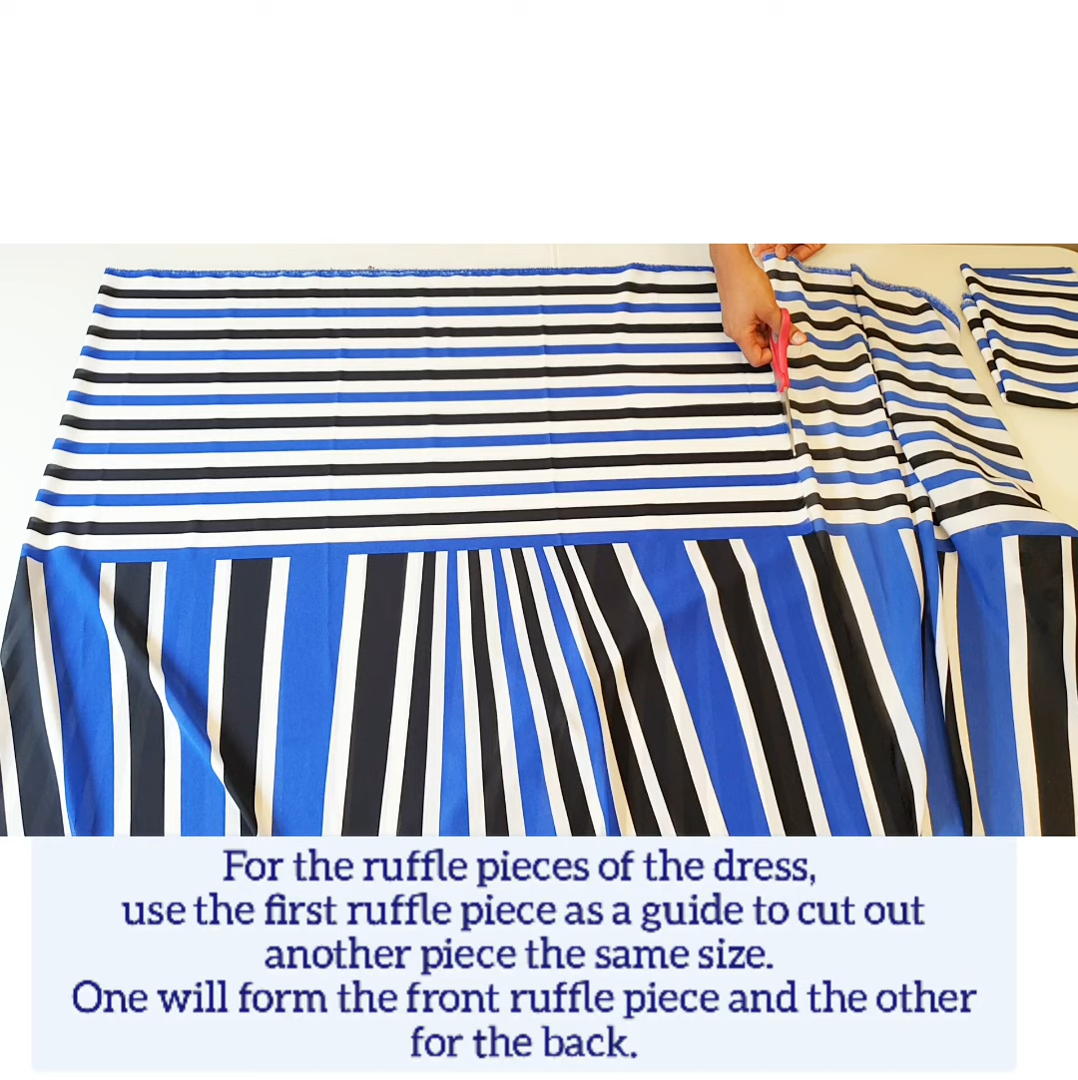 For the ruffle pieces of the dress,
use the first ruffle piece as a guide to cut out
another piece the same size.
One will form the front ruffle piece and the other
for the back.